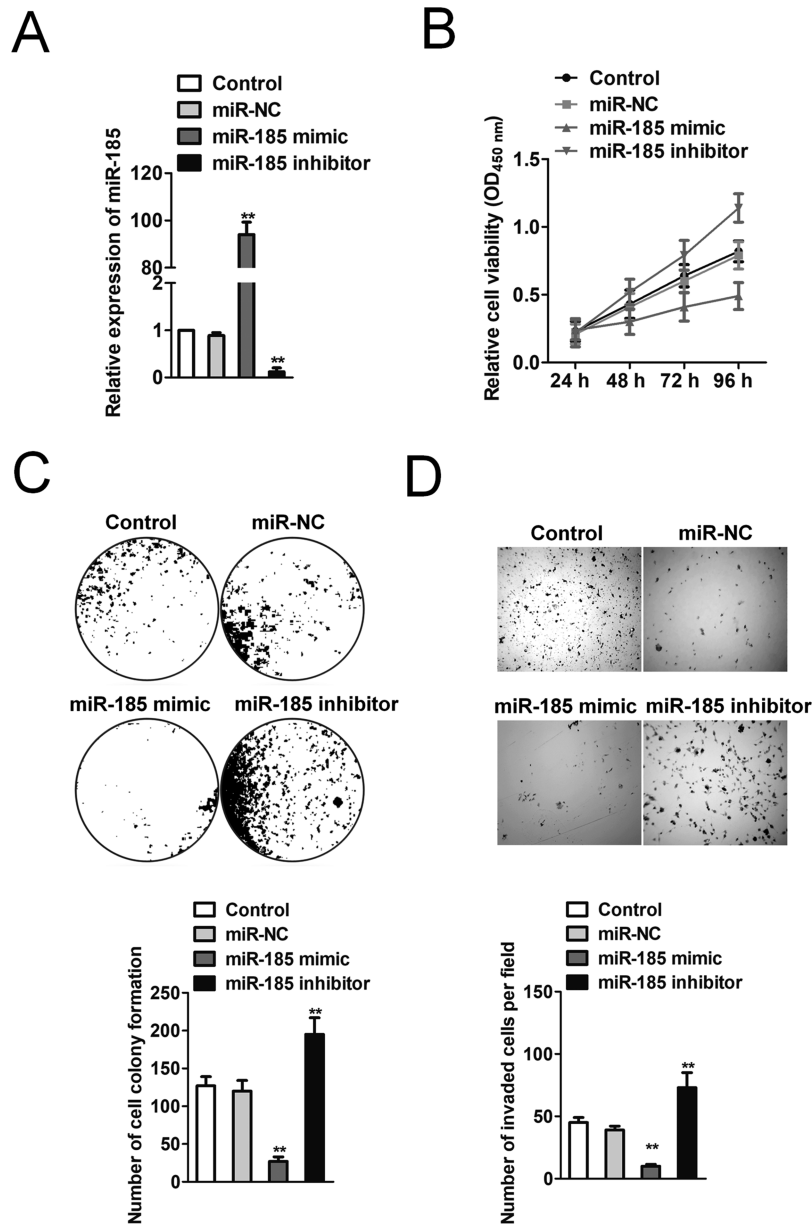 A
Control
miR-NC
miR-185 mimic
miR-185 inhibitor
Relative expression of miR-185
120
100
80
2
1
0
**
**
B
Control
miR-NC
miR-185 mimic
miR-185 inhibitor
Relative cell viability (OD450 nm)
1.5
1.0
0.5
0.0
24 h 48 h 72 h 96 h
C
Control miR-NC
miR-185 mimic miR-185 inhibitor
Control
miR-NC
miR-185 mimic
miR-185 inhibitor
Number of cell colony formation
250
200
150
100
50
0
**
**
D
Control miR-NC
miR-185 mimic miR-185 inhibitor
Control
miR-NC
miR-185 mimic
miR-185 inhibitor
Number of invaded cells per field
150
100
50
0
**
**